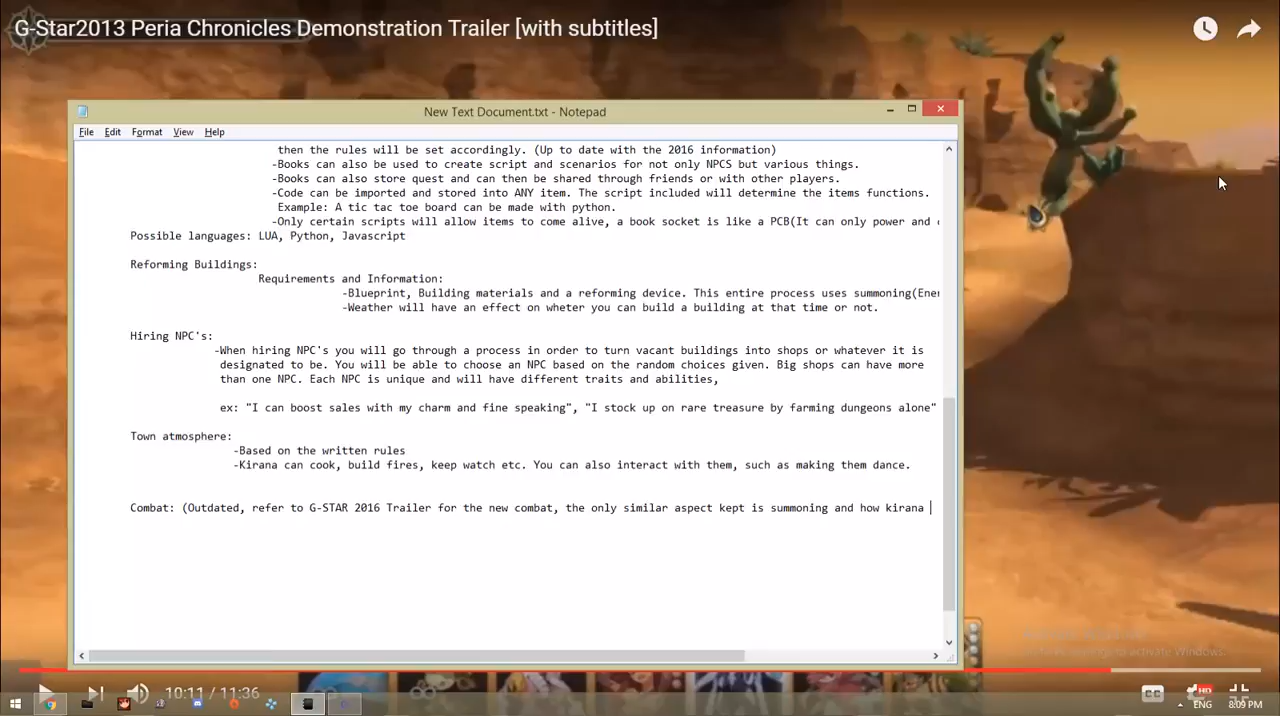 G-Star2013 Peria Chronicles Demonstration Trailer [with subtitles]
New Text Document.txt - Notepad
File Edit Format View Help
then the rules will be set accordingly. (Up to date with the 2016 information)
-Books can also be used to create script and scenarios for not only NPCS but various things.
-Books can also store quest and can then be shared through friends or with other players.
-Code can be imported and stored into ANY item. The script included will determine the items functions.
Example: A tic tac toe board can be made with python.
-Only certain scripts will allow items to come alive, a book socket is like a PCB(It can only power and
Possible languages: LUA, Python, Javascript
Reforming Buildings:
Requirements and Information:
-Blueprint, Building materials and a reforming device. This entire process uses summoning(Ener
-Weather will have an effect on wheter you can build a building at that time or not.
Hiring NPC's:
-When hiring NPC's you will go through a process in order to turn vacant buildings into shops or whatever it is
designated to be. You will be able to choose an NPC based on the random choices given. Big shops can have more
than one NPC. Each NPC is unique and will have different traits and abilities,
ex: "I can boost sales with my charm and fine speaking", "I stock up on rare treasure by farming dungeons alone"
Town atmosphere:
-Based on the written rules
-Kirana can cook, build fires, keep watch etc. You can also interact with them, such as making them dance.
Combat: (Outdated, refer to G-STAR 2016 Trailer for the new combat, the only similar aspect kept is summoning and how kirana
to activate Windows.
10:11 / 11:36
CC
HD
ENG
8:09 PM